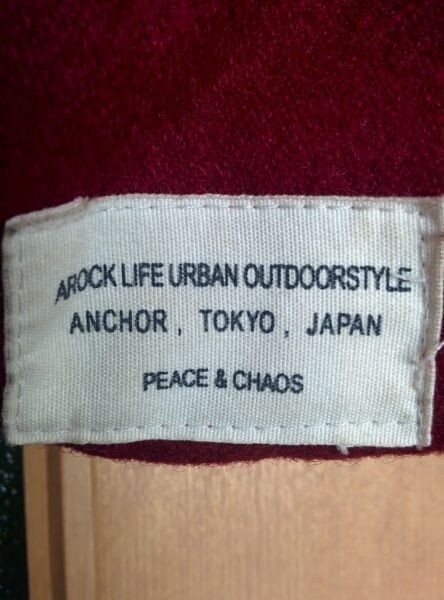 AROCK LIFE URBAN OUTDOORSTYLE
ANCHOR, TOKYO, JAPAN
PEACE & CHAOS